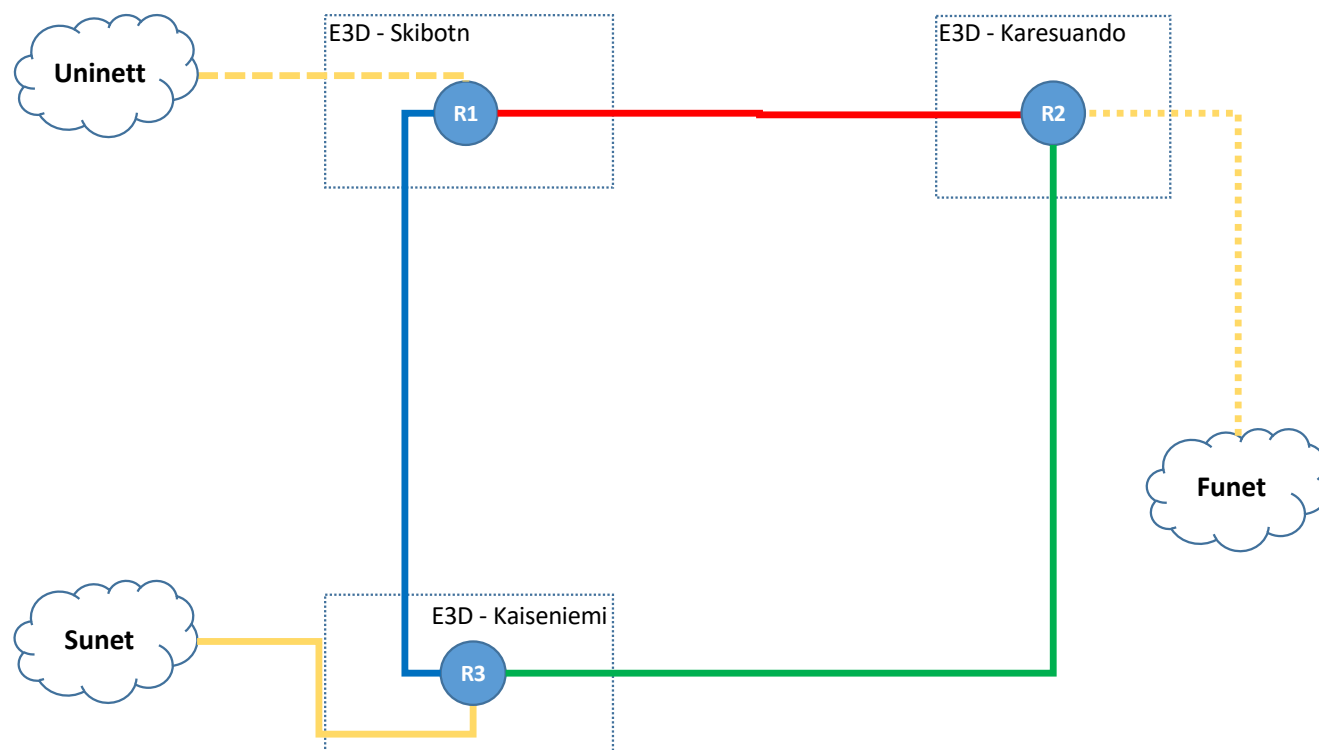 E3D - Skibotn
E3D - Karesuando
Uninett
R1
R2
Funet
E3D - Kaiseniemi
Sunet
R3